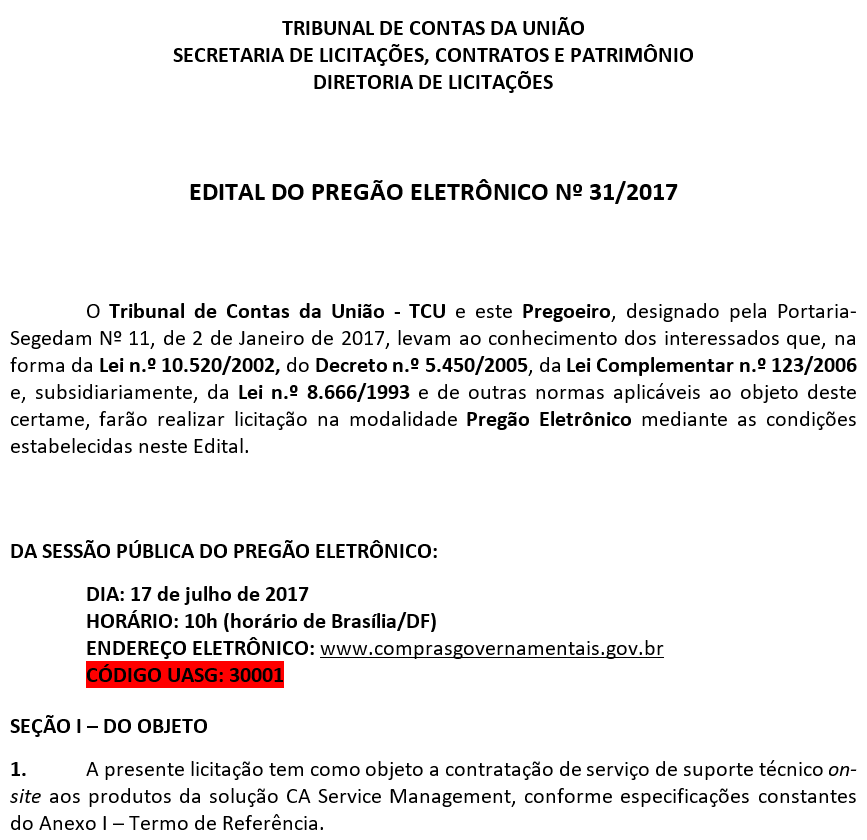 TRIBUNAL DE CONTAS DA UNIÃO
SECRETARIA DE LICITAÇÕES, CONTRATOS E PATRIMÔNIO
DIRETORIA DE LICITAÇÕES
EDITAL DO PREGÃO ELETRÔNICO Nº 31/2017
O Tribunal de Contas da União - TCU e este Pregoeiro, designado pela Portaria-
Segedam Nº 11, de 2 de Janeiro de 2017, levam ao conhecimento dos interessados que, na
forma da Lei n.º 10.520/2002, do Decreto n.º 5.450/2005, da Lei Complementar n.º 123/2006
e, subsidiariamente, da Lei n.º 8.666/1993 e de outras normas aplicáveis ao objeto deste
certame, farão realizar licitação na modalidade Pregão Eletrônico mediante as condições
estabelecidas neste Edital.
DA SESSÃO PÚBLICA DO PREGÃO ELETRÔNICO:
DIA: 17 de julho de 2017
HORÁRIO: 10h (horário de Brasília/DF)
ENDEREÇO ELETRÔNICO: www.comprasgovernamentais.gov.br
CÓDIGO UASG: 30001
SEÇÃO I – DO OBJETO
1. A presente licitação tem como objeto a contratação de serviço de suporte técnico on-
site aos produtos da solução CA Service Management, conforme especificações constantes
do Anexo I – Termo de Referência.